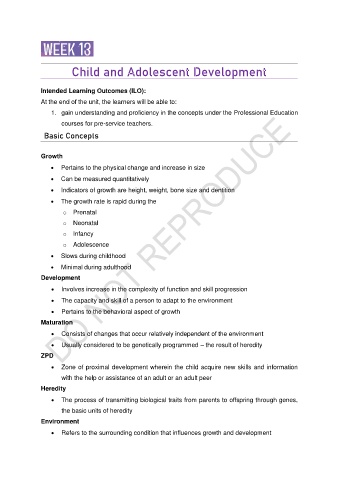 WEEK 13
Child and Adolescent Development
Intended Learning Outcomes (ILO):
At the end of the unit, the learners will be able to:
1. gain understanding and proficiency in the concepts under the Professional Education
courses for pre-service teachers.
Basic Concepts
Growth
• Pertains to the physical change and increase in size
• Can be measured quantitatively
• Indicators of growth are height, weight, bone size and dentition
• The growth rate is rapid during the
o Prenatal
o Neonatal
o Infancy
o Adolescence
• Slows during childhood
• Minimal during adulthood
Development
• Involves increase in the complexity of function and skill progression
• The capacity and skill of a person to adapt to the environment
• Pertains to the behavioral aspect of growth
Maturation
• Consists of changes that occur relatively independent of the environment
• Usually considered to be genetically programmed – the result of heredity
ZPD
• Zone of proximal development wherein the child acquire new skills and information
with the help or assistance of an adult or an adult peer
Heredity
• The process of transmitting biological traits from parents to offspring through genes,
the basic units of heredity
Environment
• Refers to the surrounding condition that influences growth and development
DO NOT REPRODUCE